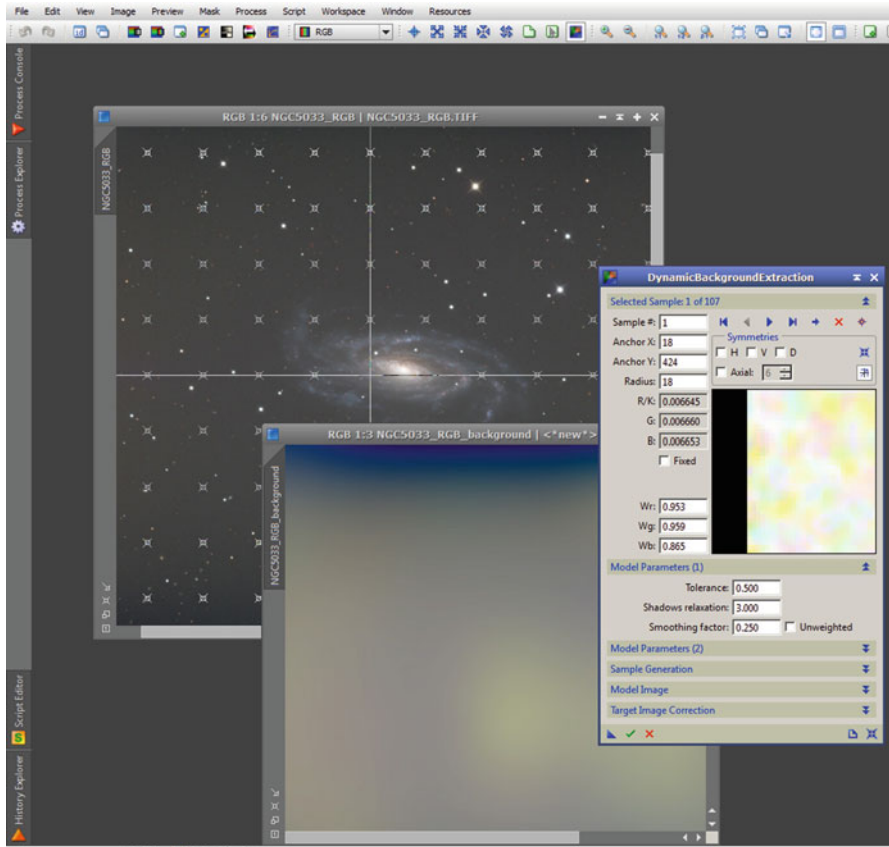 File Edit View Image Preview Mask Process Script Workspace Window Resources
RGB
Process Console
Process Explorer
Script Editor
History Explorer
RGB 1:6 NGC5033_RGB | NGC5033_RGB.TIFF
NGC5033_RGB
RGB 1:3 NGC5033_RGB_background | <*new*>
NGC5033_RGB_background
DynamicBackgroundExtraction
Selected Sample: 1 of 107
Sample #: 1
Symmetries
Anchor X: 18
H V D
Anchor Y: 424
Axial: 6
Radius: 18
R/K: 0.006645
G: 0.006660
B: 0.006653
Fixed
Wr: 0.953
Wg: 0.959
Wb: 0.865
Model Parameters (1)
Tolerance: 0.500
Shadows relaxation: 3.000
Smoothing factor: 0.250 Unweighted
Model Parameters (2)
Sample Generation
Model Image
Target Image Correction